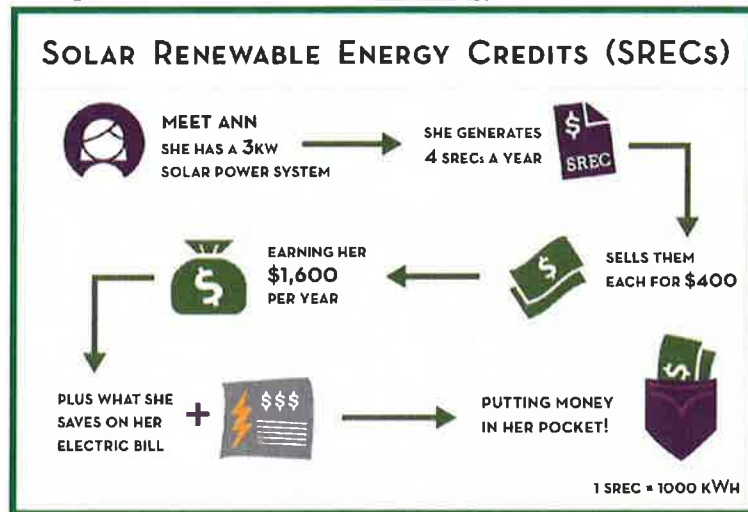 SOLAR RENEWABLE ENERGY CREDITS (SRECs)
MEET ANN
SHE HAS A 3KW
SOLAR POWER SYSTEM
SHE GENERATES
4 SRECs A YEAR
$
SREC
SELLS THEM
EACH FOR $400
$
EARNING HER
$1,600
PER YEAR
$
PLUS WHAT SHE
SAVES ON HER
ELECTRIC BILL
+
$$$
PUTTING MONEY
IN HER POCKET!
$
1 SREC = 1000 KWH